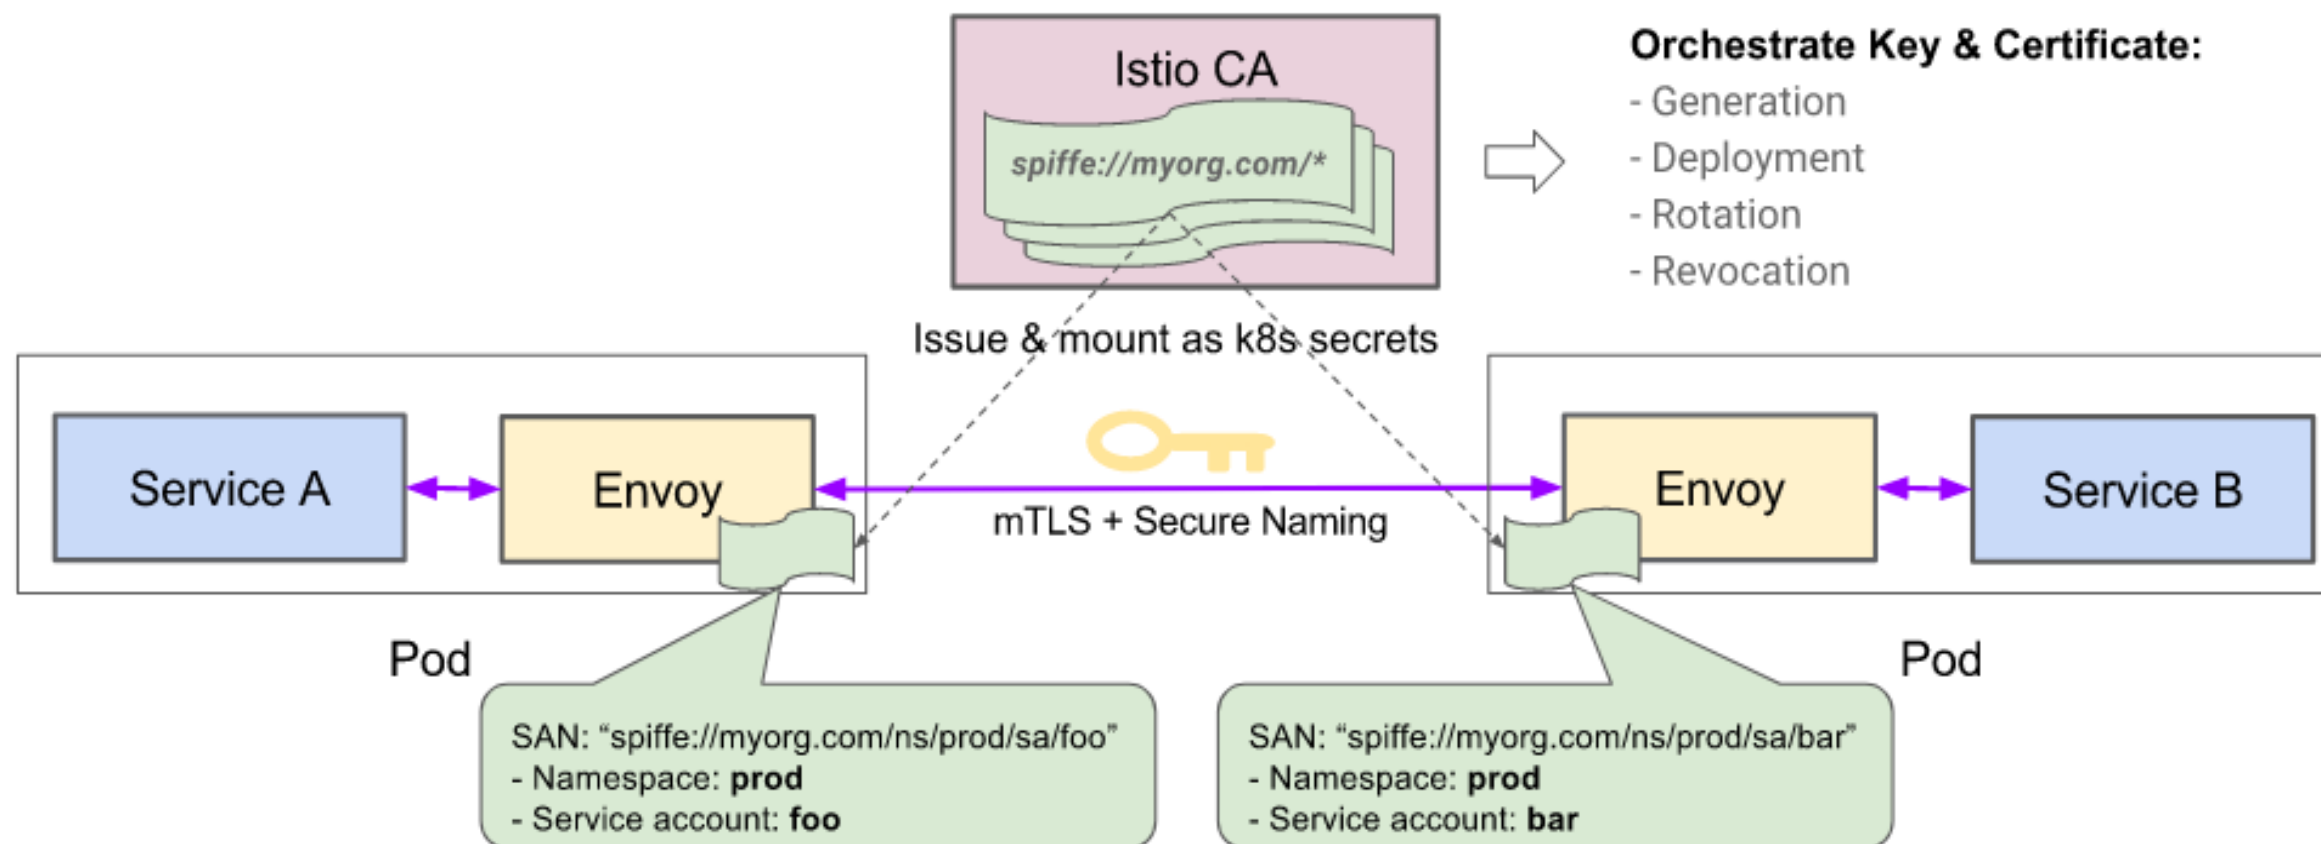 Istio CA
spiffe://myorg.com/*
Orchestrate Key & Certificate:
- Generation
- Deployment
- Rotation
- Revocation
Issue & mount as k8s secrets
Service A
Envoy
mTLS + Secure Naming
Envoy
Service B
Pod
Pod
SAN: “spiffe://myorg.com/ns/prod/sa/foo”
- Namespace: prod
- Service account: foo
SAN: “spiffe://myorg.com/ns/prod/sa/bar”
- Namespace: prod
- Service account: bar